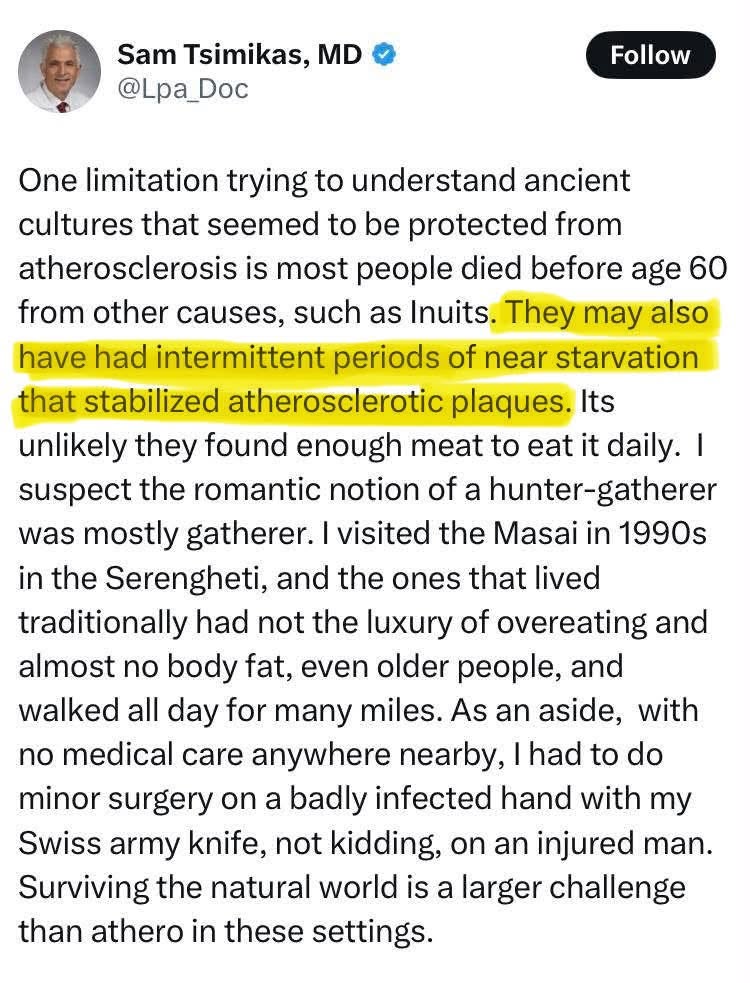 Sam Tsimikas, MD
@Lpa_Doc
Follow
One limitation trying to understand ancient
cultures that seemed to be protected from
atherosclerosis is most people died before age 60
from other causes, such as Inuits. They may also
have had intermittent periods of near starvation
that stabilized atherosclerotic plaques. Its
unlikely they found enough meat to eat it daily.  I
suspect the romantic notion of a hunter-gatherer
was mostly gatherer. I visited the Masai in 1990s
in the Serengheti, and the ones that lived
traditionally had not the luxury of overeating and
almost no body fat, even older people, and
walked all day for many miles. As an aside,  with
no medical care anywhere nearby, I had to do
minor surgery on a badly infected hand with my
Swiss army knife, not kidding, on an injured man.
Surviving the natural world is a larger challenge
than athero in these settings.